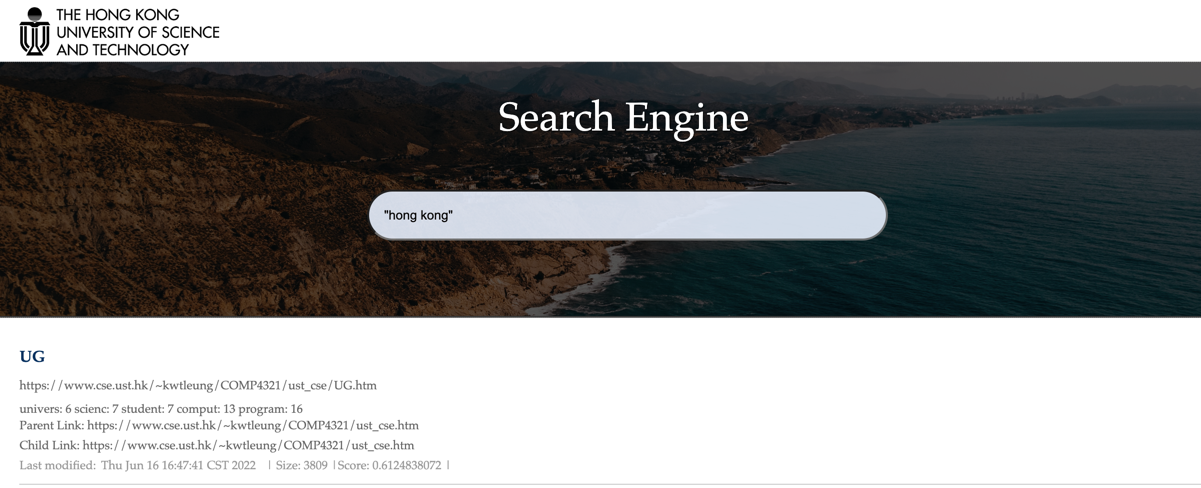 THE HONG KONG
UNIVERSITY OF SCIENCE
AND TECHNOLOGY
Search Engine
"hong kong"
UG
https://www.cse.ust.hk/~kwtleung/COMP4321/ust_cse/UG.htm
univers: 6 scienc: 7 student: 7 comput: 13 program: 16
Parent Link: https://www.cse.ust.hk/~kwtleung/COMP4321/ust_cse.htm
Child Link: https://www.cse.ust.hk/~kwtleung/COMP4321/ust_cse.htm
Last modified: Thu Jun 16 16:47:41 CST 2022 | Size: 3809 | Score: 0.6124838072 |